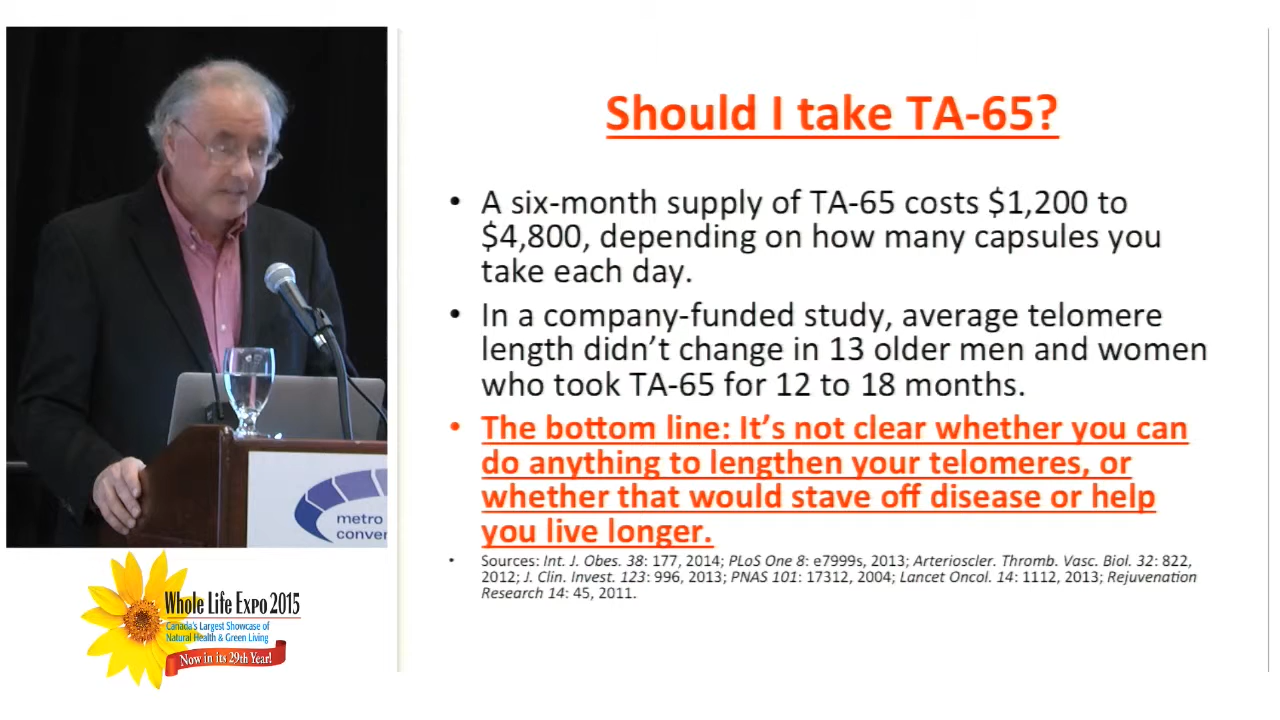 Should I take TA-65?
• A six-month supply of TA-65 costs $1,200 to
$4,800, depending on how many capsules you
take each day.
• In a company-funded study, average telomere
length didn't change in 13 older men and women
who took TA-65 for 12 to 18 months.
• The bottom line: It's not clear whether you can
do anything to lengthen your telomeres, or
whether that would stave off disease or help
you live longer.
• Sources: Int. J. Obes. 38: 177, 2014; PLoS One 8: e7999s, 2013; Arterioscler. Thromb. Vasc. Biol. 32: 822,
2012; J. Clin. Invest. 123: 996, 2013; PNAS 101: 17312, 2004; Lancet Oncol. 14: 1112, 2013; Rejuvenation
Research 14: 45, 2011.
metro
conver
Whole Life Expo 2015
Canada's Largest Showcase of
Natural Health & Green Living
Now in its 29th Year!